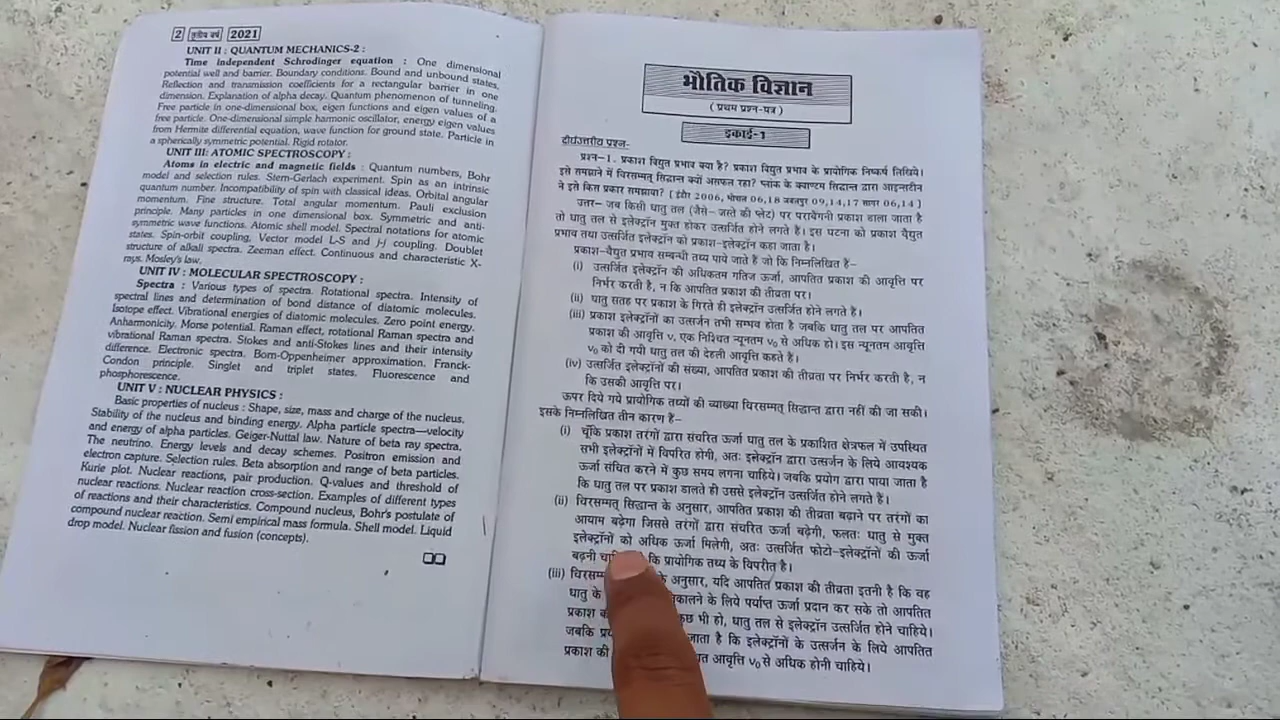 2 तृतीय वर्ष 2021
UNIT II : QUANTUM MECHANICS-2 :
Time independent Schrodinger equation : One dimensional
potential well and barrier. Boundary conditions. Bound and unbound states.
Reflection and transmission coefficients for a rectangular barrier in one
dimension. Explanation of alpha decay. Quantum phenomenon of tunneling.
Free particle in one-dimensional box, eigen functions and eigen values of a
free particle. One-dimensional simple harmonic oscillator, energy eigen values
from Hermite differential equation, wave function for ground state. Particle in
a spherically symmetric potential. Rigid rotator.
UNIT III: ATOMIC SPECTROSCOPY :
Atoms in electric and magnetic fields : Quantum numbers, Bohr
model and selection rules. Stern-Gerlach experiment. Spin as an intrinsic
quantum number. Incompatibility of spin with classical ideas. Orbital angular
momentum. Fine structure. Total angular momentum. Pauli exclusion
principle. Many particles in one dimensional box. Symmetric and anti-
symmetric wave functions. Atomic shell model. Spectral notations for atomic
states. Spin-orbit coupling, Vector model L-S and J-J coupling. Doublet
structure of alkali spectra. Zeeman effect. Continuous and characteristic X-
rays. Mosley's law.
UNIT IV : MOLECULAR SPECTROSCOPY :
Spectra : Various types of spectra. Rotational spectra. Intensity of
spectral lines and determination of bond distance of diatomic molecules.
Isotope effect. Vibrational energies of diatomic molecules. Zero point energy.
Anharmonicity. Morse potential. Raman effect, rotational Raman spectra and
vibrational Raman spectra. Stokes and anti-Stokes lines and their intensity
difference. Electronic spectra. Born-Oppenheimer approximation. Franck-
Condon principle. Singlet and triplet states. Fluorescence and
phosphorescence.
UNIT V : NUCLEAR PHYSICS :
Basic properties of nucleus : Shape, size, mass and charge of the nucleus.
Stability of the nucleus and binding energy. Alpha particle spectra—velocity
and energy of alpha particles. Geiger-Nuttal law. Nature of beta ray spectra.
The neutrino. Energy levels and decay schemes. Positron emission and
electron capture. Selection rules. Beta absorption and range of beta particles.
Kurie plot. Nuclear reactions, pair production. Q-values and threshold of
nuclear reactions. Nuclear reaction cross-section. Examples of different types
of reactions and their characteristics. Compound nucleus, Bohr's postulate of
compound nuclear reaction. Semi empirical mass formula. Shell model. Liquid
drop model. Nuclear fission and fusion (concepts).
भौतिक विज्ञान
( प्रथम प्रश्न-पत्र )
इकाई-1
दीर्घउत्तरीय प्रश्न-
प्रश्न-1. प्रकाश विद्युत प्रभाव क्या है? प्रकाश विद्युत प्रभाव के प्रायोगिक निष्कर्ष लिखिये।
इसे समझाने में चिरसम्मत् सिद्धान्त क्यों असफल रहा? प्लांक के क्वाण्टम सिद्धान्त द्वारा आइन्सटीन
ने इसे किस प्रकार समझाया? [ इंदौर 2006, भोपाल 06,18 जबलपुर 09,14,17 सागर 06,14 ]
उत्तर- जब किसी धातु तल (जैसे-जस्ते की प्लेट) पर पराबैंगनी प्रकाश डाला जाता है
तो धातु तल से इलेक्ट्रॉन मुक्त होकर उत्सर्जित होने लगते हैं। इस घटना को प्रकाश वैद्युत
प्रभाव तथा उत्सर्जित इलेक्ट्रॉन को प्रकाश-इलेक्ट्रॉन कहा जाता है।
प्रकाश-वैद्युत प्रभाव सम्बन्धी तथ्य पाये जाते हैं जो कि निम्नलिखित हैं-
(i) उत्सर्जित इलेक्ट्रॉन की अधिकतम गतिज ऊर्जा, आपतित प्रकाश की आवृत्ति पर
निर्भर करती है, न कि आपतित प्रकाश की तीव्रता पर।
(ii) धातु सतह पर प्रकाश के गिरते ही इलेक्ट्रॉन उत्सर्जित होने लगते हैं।
(iii) प्रकाश इलेक्ट्रॉनों का उत्सर्जन तभी सम्भव होता है जबकि धातु तल पर आपतित
प्रकाश की आवृत्ति ν, एक निश्चित न्यूनतम ν₀ से अधिक हो। इस न्यूनतम आवृत्ति
ν₀ को दी गयी धातु तल की देहली आवृत्ति कहते हैं।
(iv) उत्सर्जित इलेक्ट्रॉनों की संख्या, आपतित प्रकाश की तीव्रता पर निर्भर करती है, न
कि उसकी आवृत्ति पर।
ऊपर दिये गये प्रायोगिक तथ्यों की व्याख्या चिरसम्मत् सिद्धान्त द्वारा नहीं की जा सकी।
इसके निम्नलिखित तीन कारण हैं-
(i) चूँकि प्रकाश तरंगों द्वारा संचरित ऊर्जा धातु तल के प्रकाशित क्षेत्रफल में उपस्थित
सभी इलेक्ट्रॉनों में विपरित होगी, अतः इलेक्ट्रॉन द्वारा उत्सर्जन के लिये आवश्यक
ऊर्जा संचित करने में कुछ समय लगना चाहिये। जबकि प्रयोग द्वारा पाया जाता है
कि धातु तल पर प्रकाश डालते ही उससे इलेक्ट्रॉन उत्सर्जित होने लगते हैं।
(ii) चिरसम्मत् सिद्धान्त के अनुसार, आपतित प्रकाश की तीव्रता बढ़ाने पर तरंगों का
आयाम बढ़ेगा जिससे तरंगों द्वारा संचरित ऊर्जा बढ़ेगी, फलतः धातु से मुक्त
इलेक्ट्रॉनों को अधिक ऊर्जा मिलेगी, अतः उत्सर्जित फोटो-इलेक्ट्रॉनों की ऊर्जा
बढ़नी कि प्रायोगिक तथ्य के विपरीत है।
(iii) के अनुसार, यदि आपतित प्रकाश की तीव्रता इतनी है कि वह
धातु के लिये पर्याप्त ऊर्जा प्रदान कर सके तो आपतित
प्रकाश भी हो, धातु तल से इलेक्ट्रॉन उत्सर्जित होने चाहिये।
जबकि जाता है कि इलेक्ट्रॉनों के उत्सर्जन के लिये आपतित
प्रकाश की आवृत्ति ν₀ से अधिक होनी चाहिये।